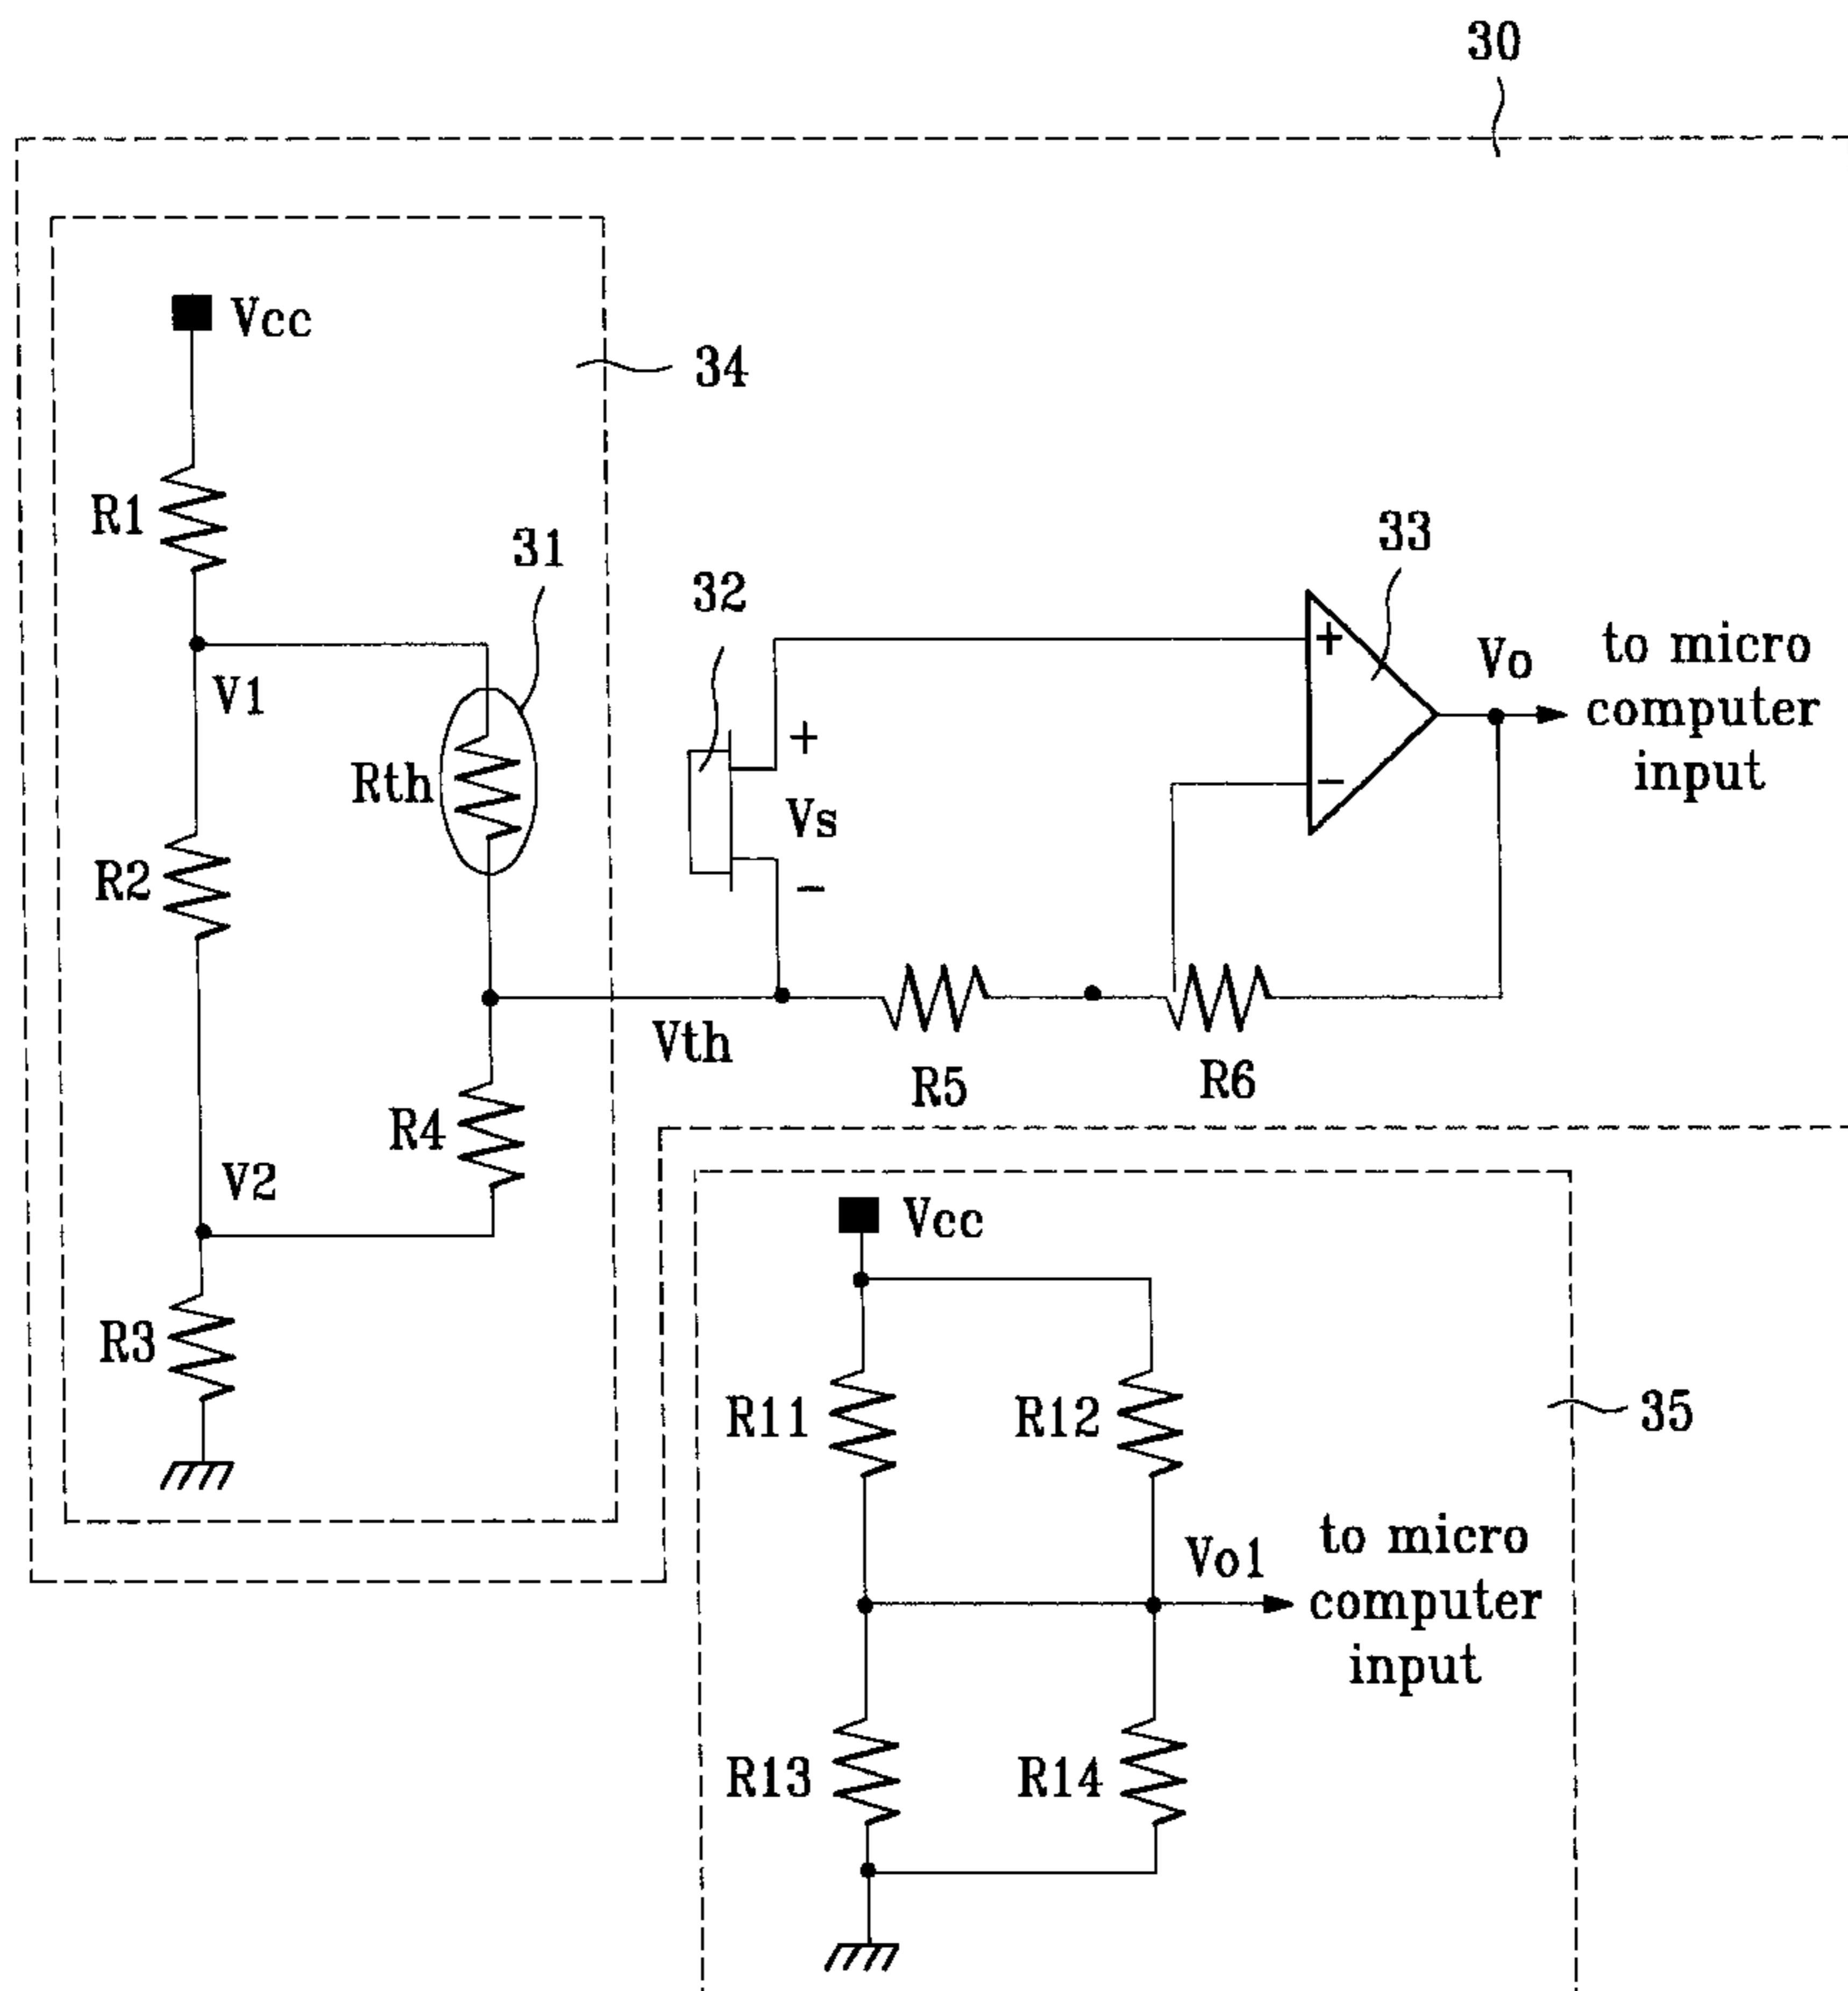 30
Vcc
34
R1
31
32
33
V1
Rth
+
Vs
−
+
−
Vo
to micro
computer
input
R2
Vth
R5
R6
R4
V2
R3
Vcc
R11
R12
35
Vo1
to micro
computer
input
R13
R14